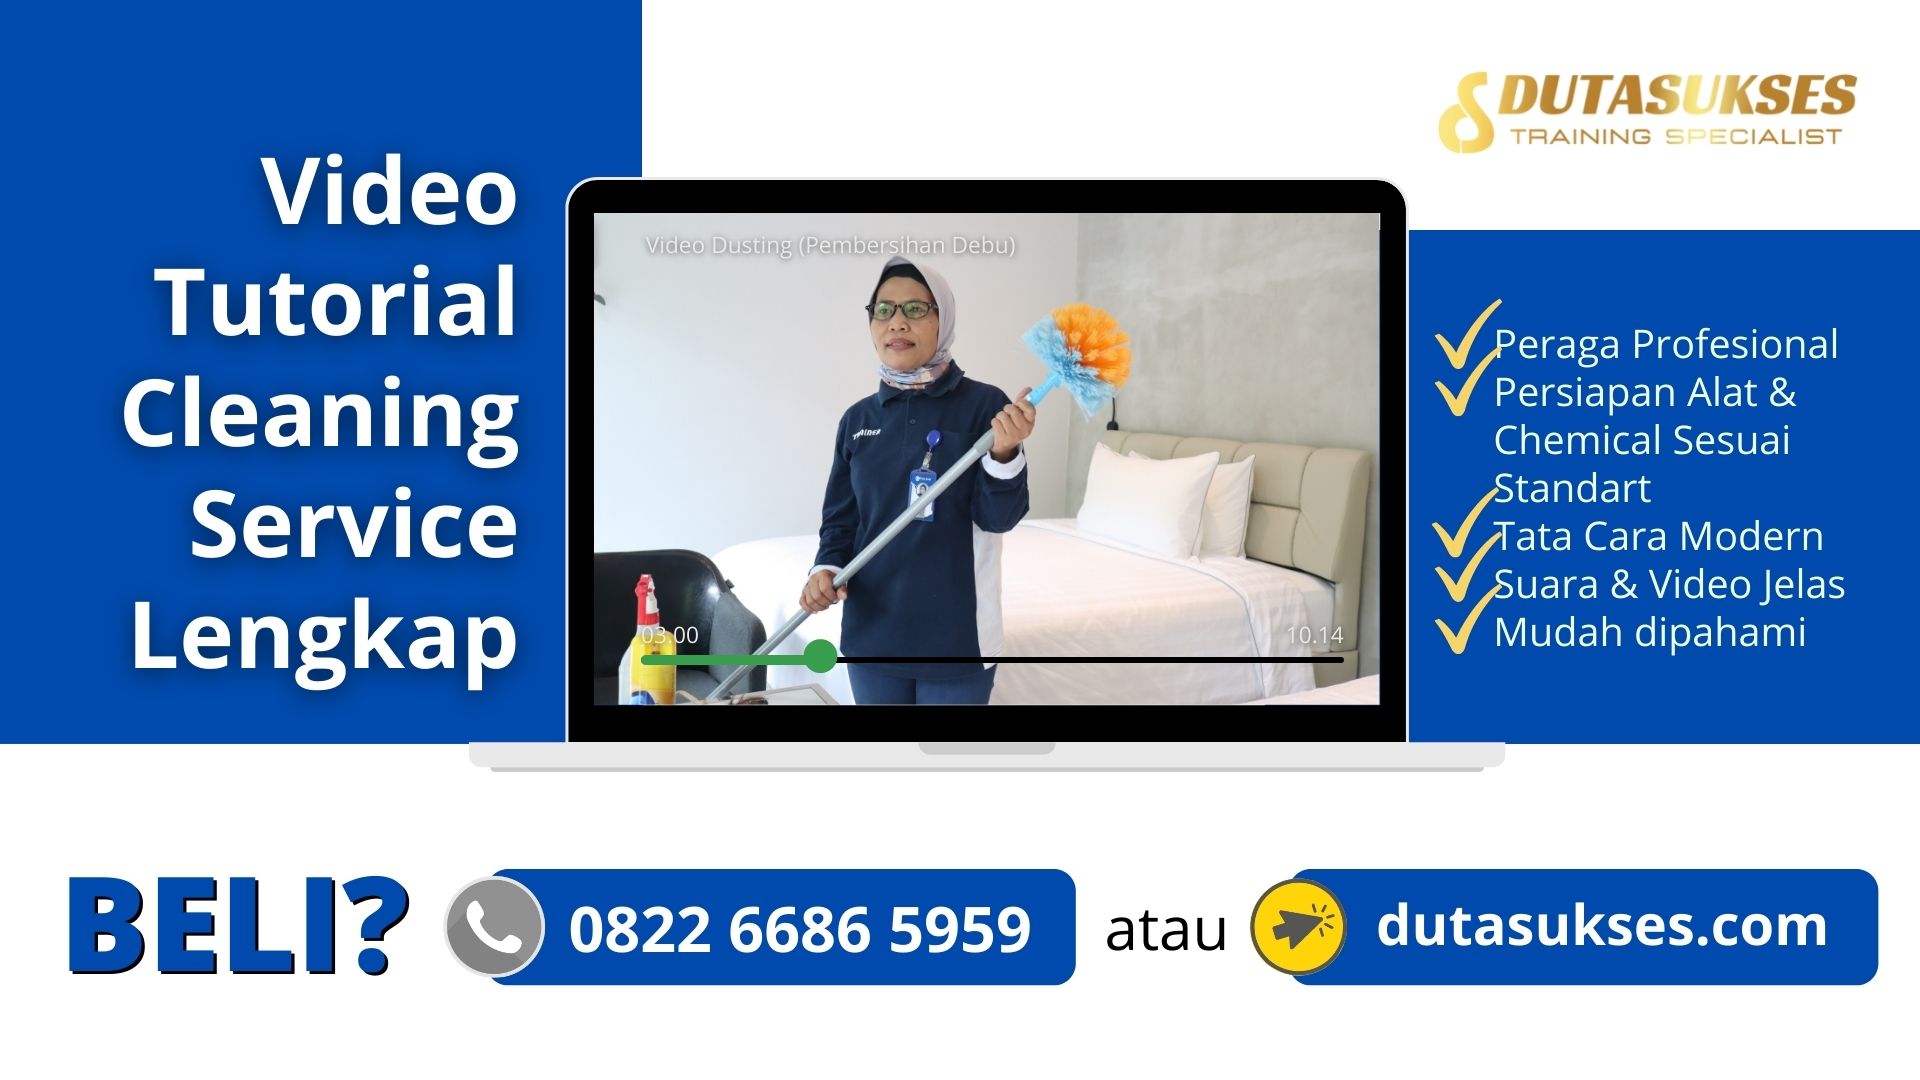 DUTASUKSES
TRAINING SPECIALIST
Video
Tutorial
Cleaning
Service
Lengkap
Video Dusting (Pembersihan Debu)
TRAINER
03.00
10.14
Peraga Profesional
Persiapan Alat &
Chemical Sesuai
Standart
Tata Cara Modern
Suara & Video Jelas
Mudah dipahami
BELI?
0822 6686 5959
atau
dutasukses.com